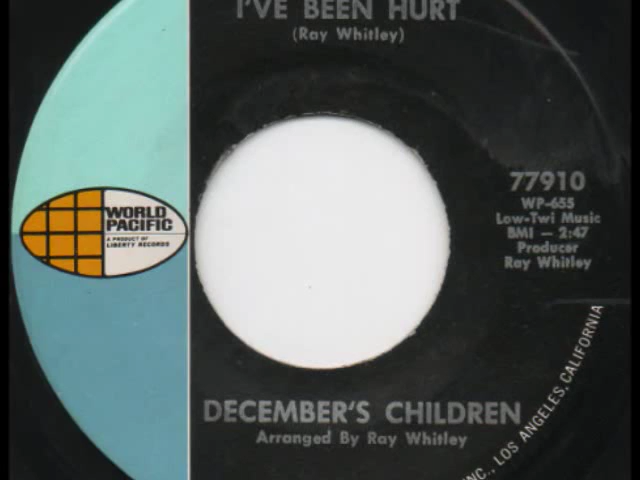 I'VE BEEN HURT
(Ray Whitley)
77910
WP-655
Low-Twi Music
BMI — 2:47
Producer
Ray Whitley
WORLD
PACIFIC
A PRODUCT OF
LIBERTY RECORDS
DECEMBER'S CHILDREN
Arranged By Ray Whitley
INC., LOS ANGELES, CALIFORNIA